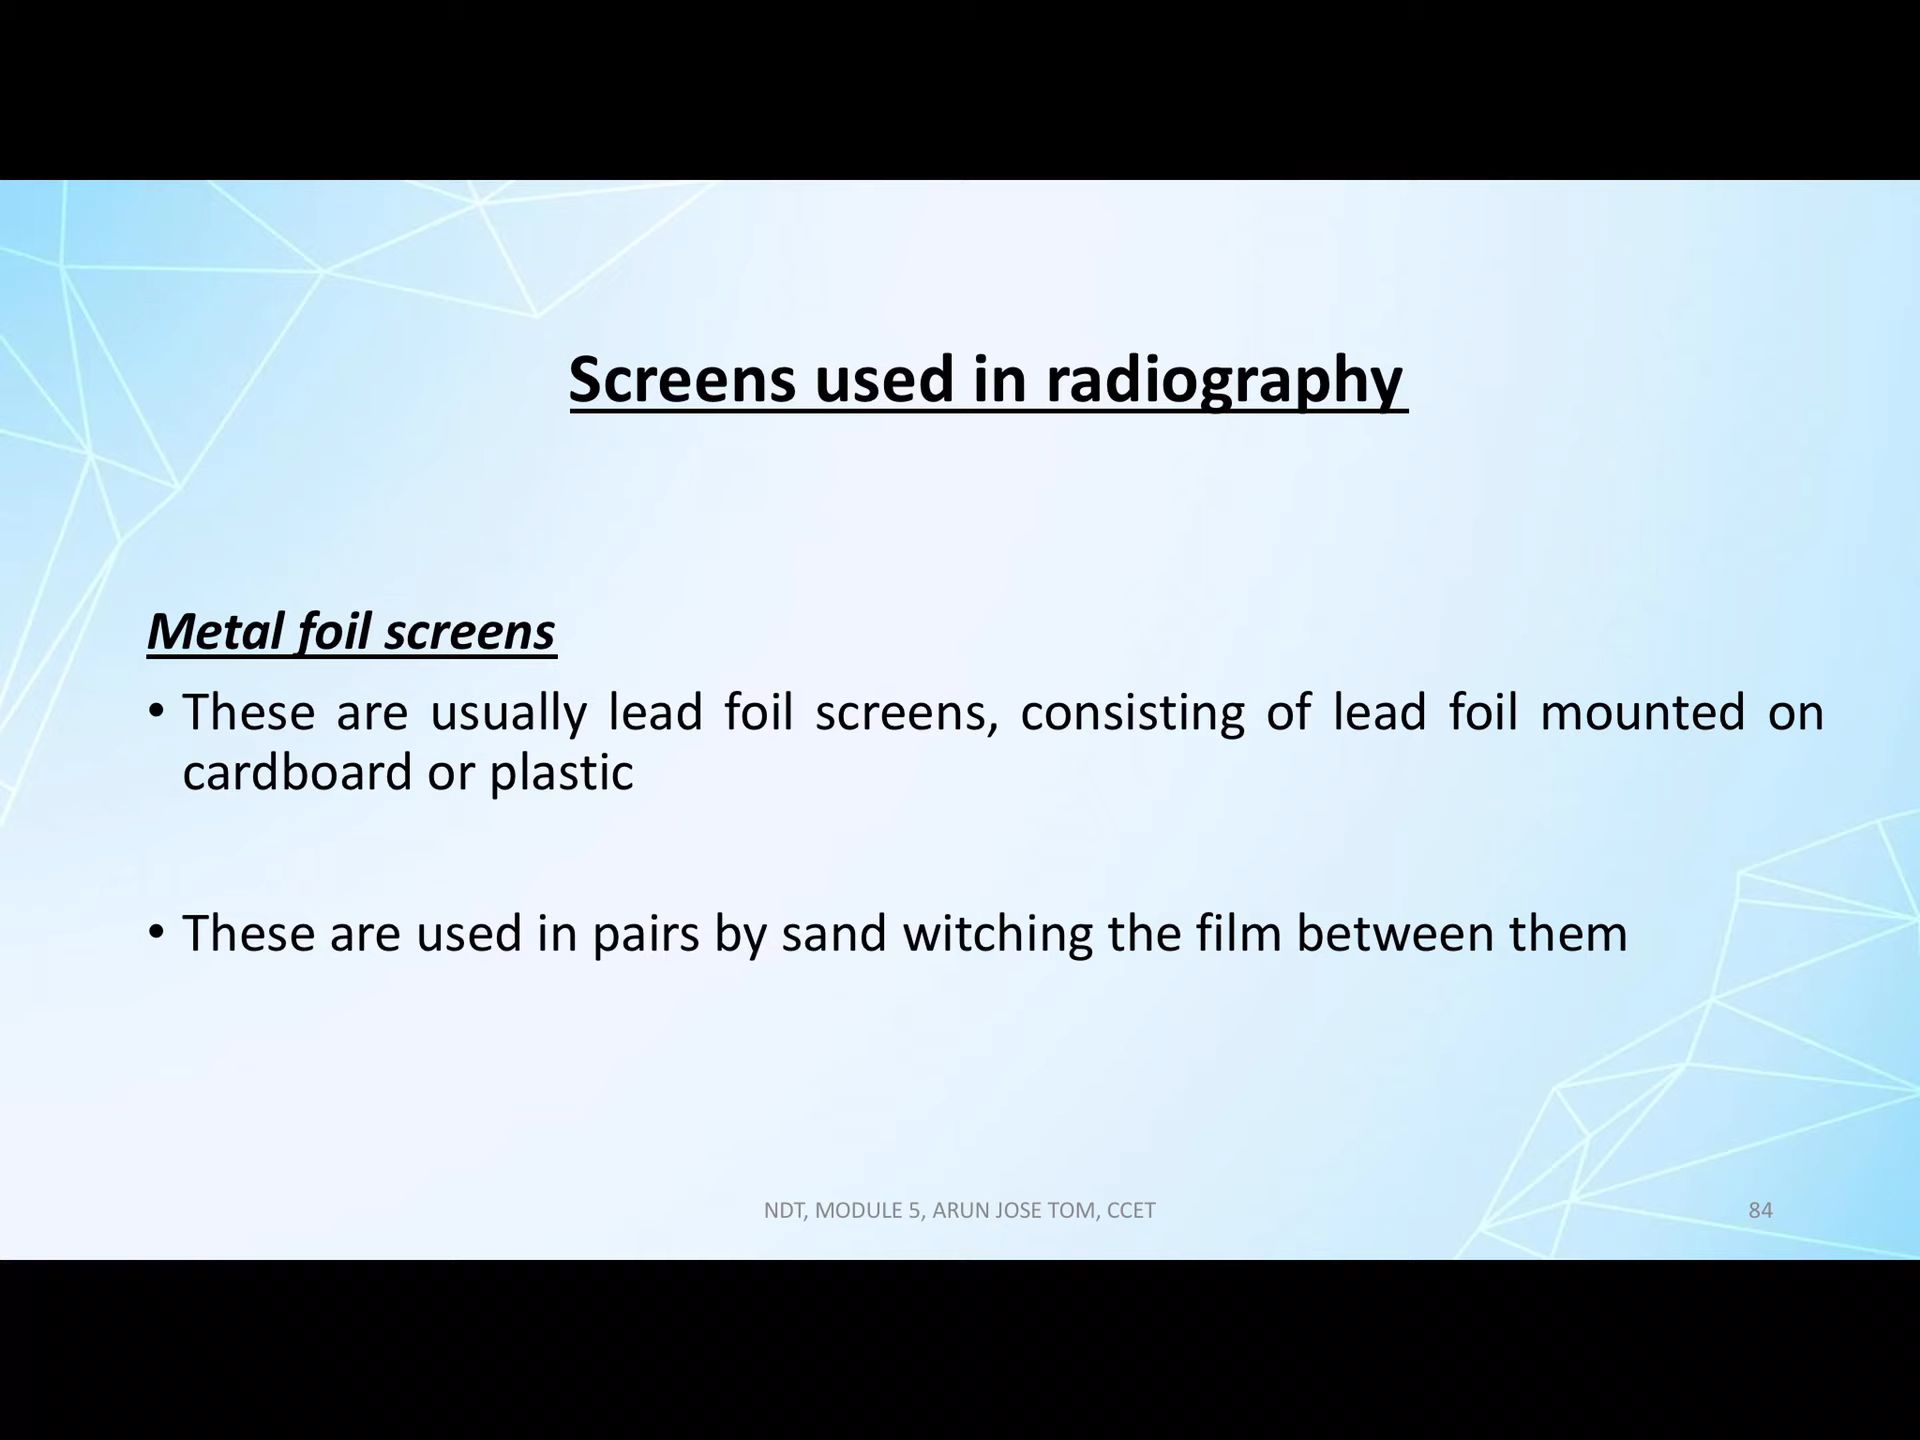 Screens used in radiography
Metal foil screens
• These are usually lead foil screens, consisting of lead foil mounted on
cardboard or plastic
• These are used in pairs by sand witching the film between them
NDT, MODULE 5, ARUN JOSE TOM, CCET
84